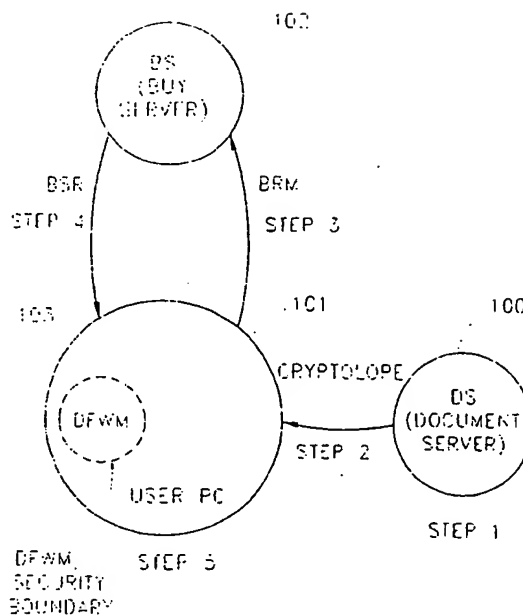 102
BS
(BUY
SERVER)
BSR
STEP 4
BRM
STEP 3
103
101
100
CRYPTOLOPE
DS
(DOCUMENT
SERVER)
STEP 2
STEP 1
DFWM
USER PC
STEP 5
DFWM
SECURITY
BOUNDARY